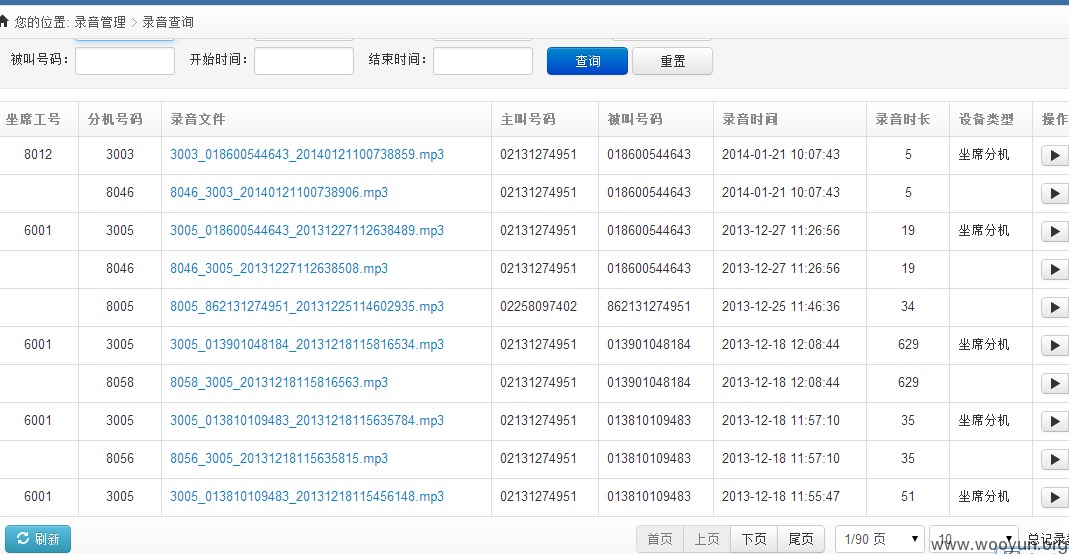 您的位置: 录音管理 > 录音查询
被叫号码: 开始时间: 结束时间: 查询 重置
坐席工号 分机号码 录音文件 主叫号码 被叫号码 录音时间 录音时长 设备类型 操作
8012 3003 3003_018600544643_20140121100738859.mp3 02131274951 018600544643 2014-01-21 10:07:43 5 坐席分机
8046 8046_3003_20140121100738906.mp3 02131274951 018600544643 2014-01-21 10:07:43 5
6001 3005 3005_018600544643_20131227112638489.mp3 02131274951 018600544643 2013-12-27 11:26:56 19 坐席分机
8046 8046_3005_20131227112638508.mp3 02131274951 018600544643 2013-12-27 11:26:56 19
8005 8005_862131274951_20131225114602935.mp3 02258097402 862131274951 2013-12-25 11:46:36 34
6001 3005 3005_013901048184_20131218115816534.mp3 02131274951 013901048184 2013-12-18 12:08:44 629 坐席分机
8058 8058_3005_20131218115816563.mp3 02131274951 013901048184 2013-12-18 12:08:44 629
6001 3005 3005_013810109483_20131218115635784.mp3 02131274951 013810109483 2013-12-18 11:57:10 35 坐席分机
8056 8056_3005_20131218115635815.mp3 02131274951 013810109483 2013-12-18 11:57:10 35
6001 3005 3005_013810109483_20131218115456148.mp3 02131274951 013810109483 2013-12-18 11:55:47 51 坐席分机
刷新 首页 上页 下页 尾页 1/90 页 10 总记录
www.wooyun.org